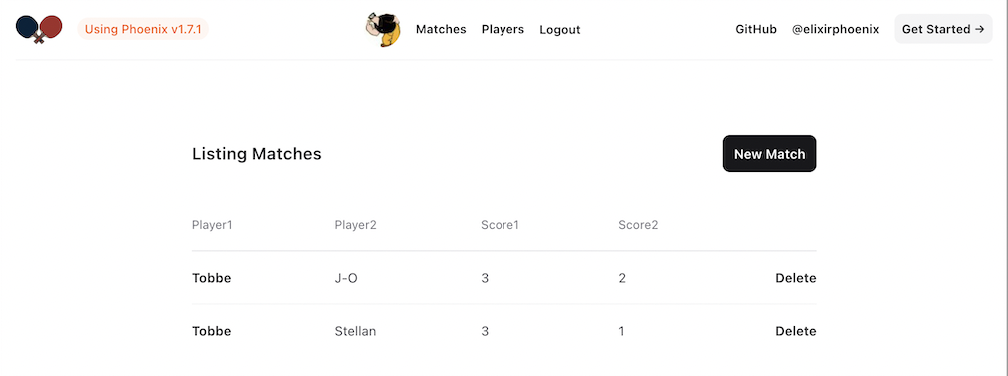 Using Phoenix v1.7.1 Matches Players Logout GitHub @elixirphoenix Get Started →
Listing Matches New Match
Player1 Player2 Score1 Score2
Tobbe J-O 3 2 Delete
Tobbe Stellan 3 1 Delete